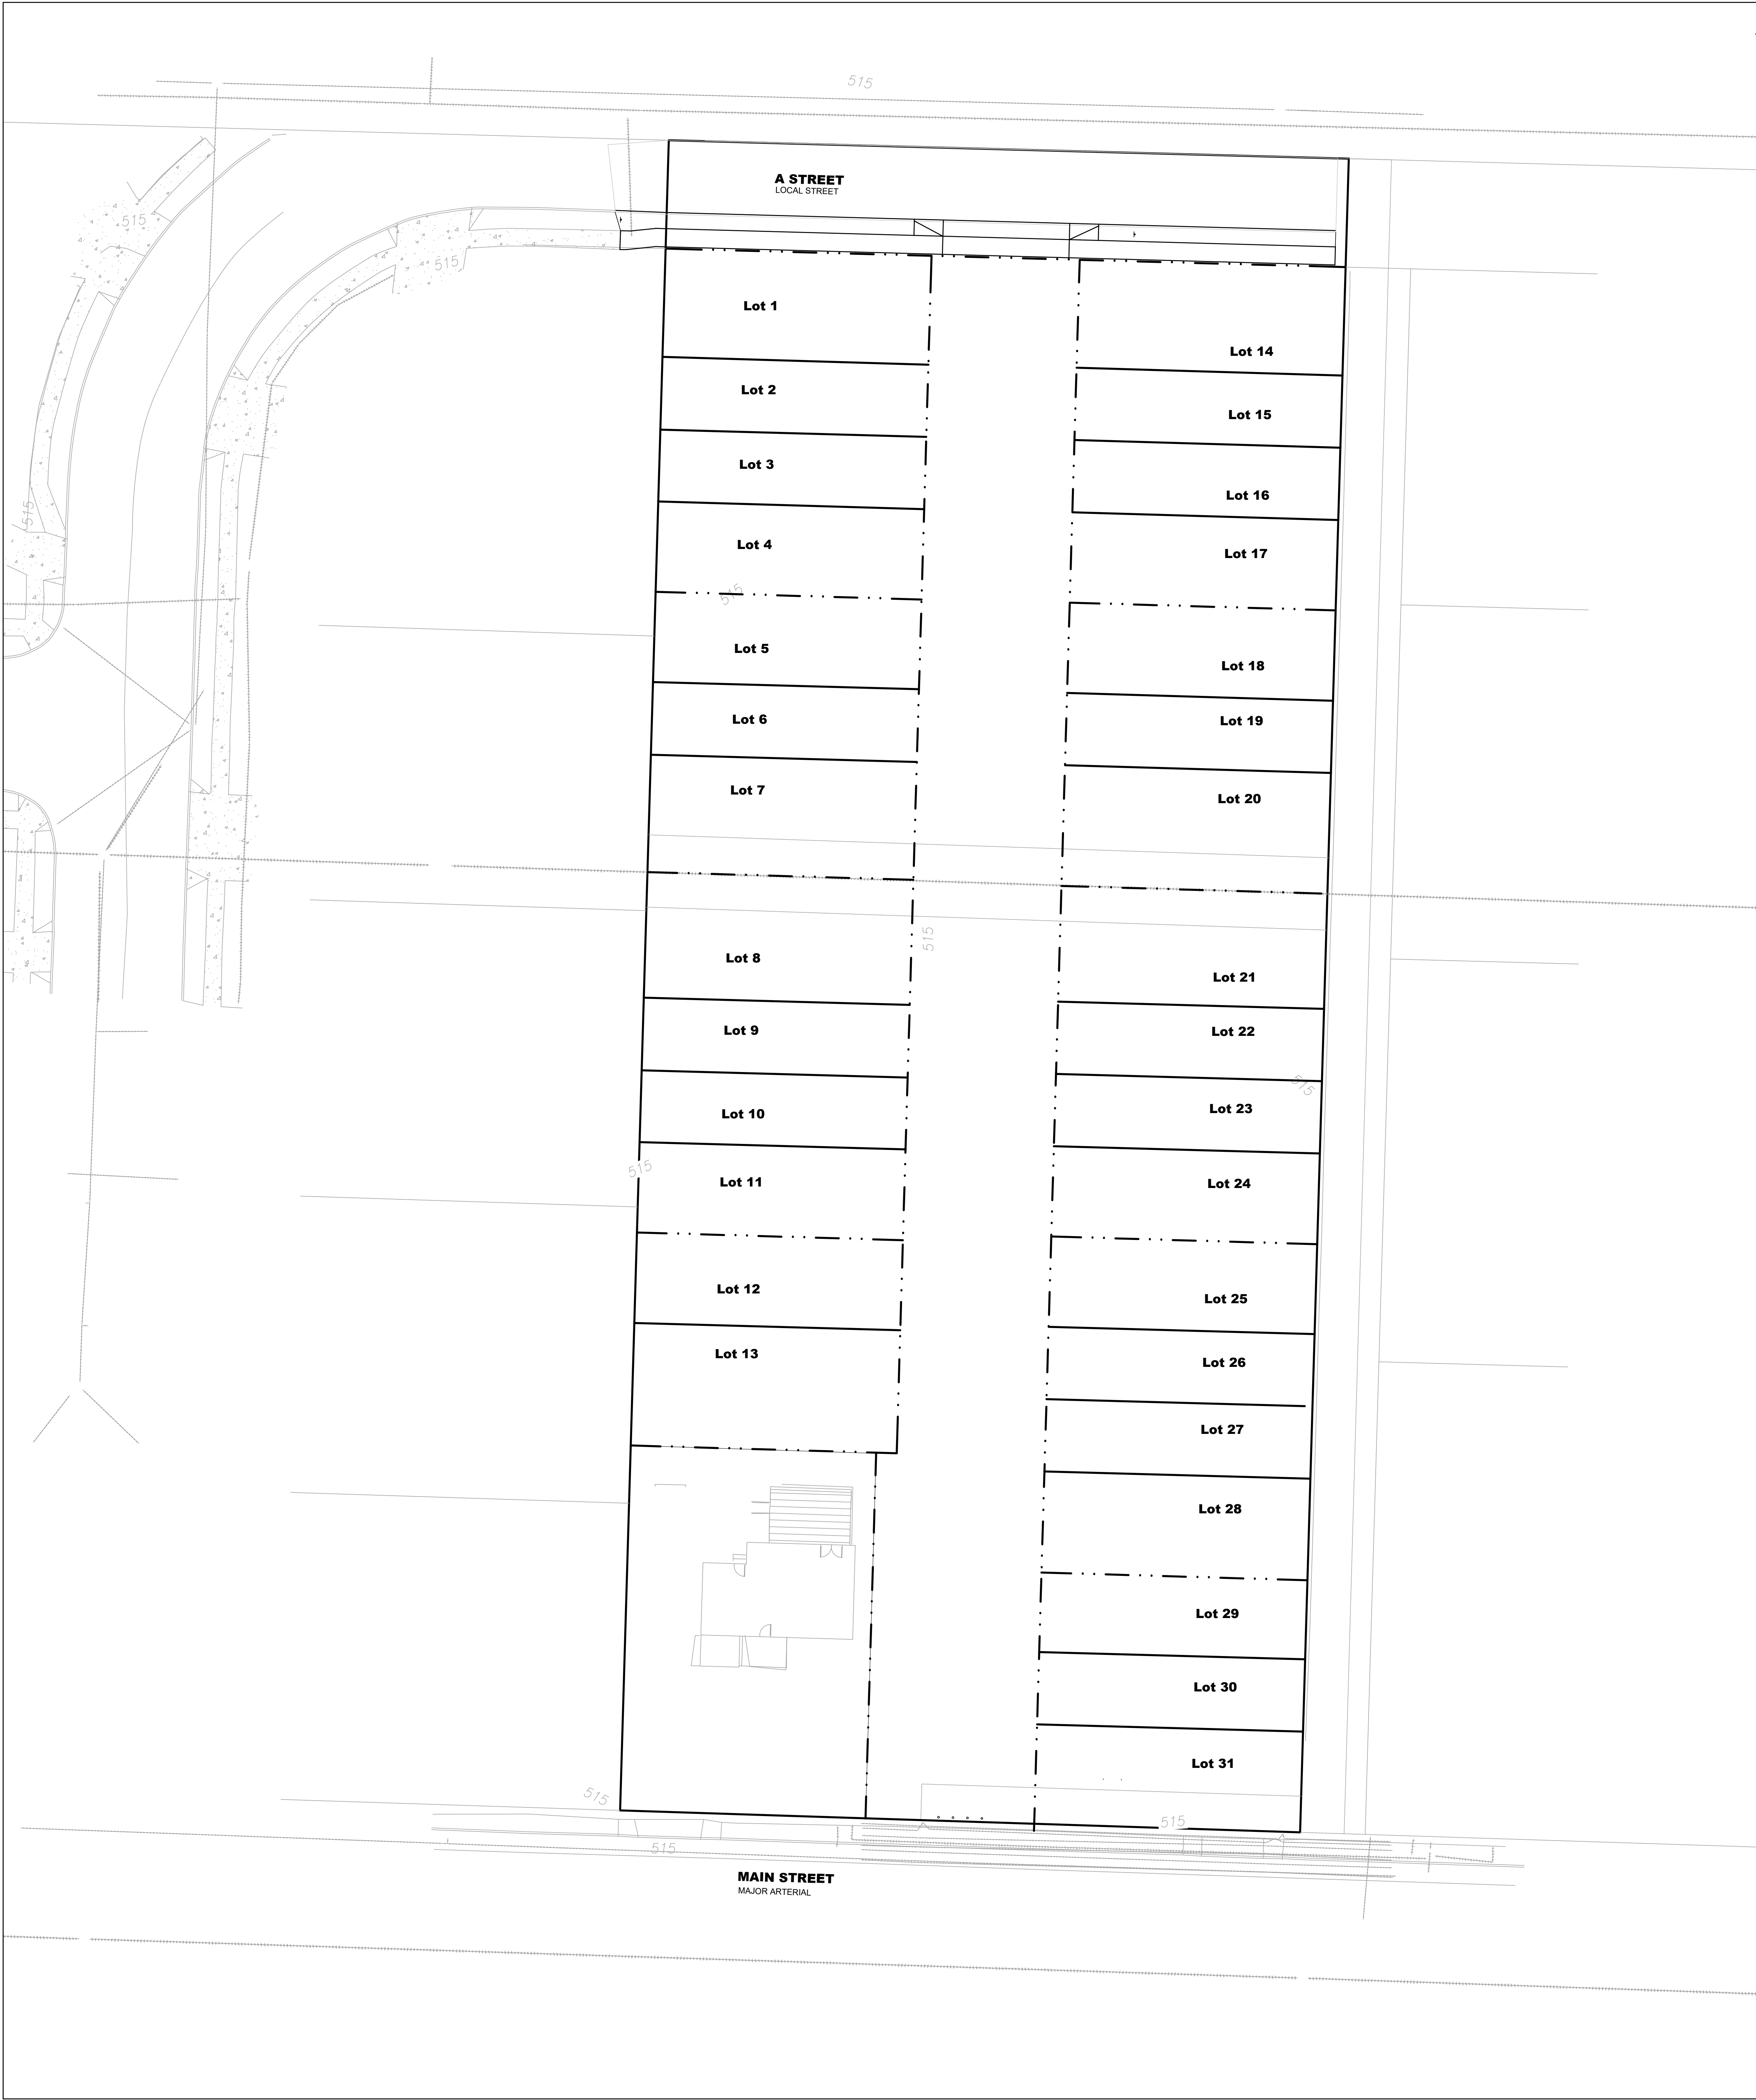 515
A STREET
LOCAL STREET
515
515
Lot 1
Lot 14
Lot 2
Lot 15
Lot 3
Lot 16
515
Lot 4
Lot 17
515
Lot 5
Lot 18
Lot 6
Lot 19
Lot 7
Lot 20
515
Lot 8
Lot 21
Lot 9
Lot 22
515
Lot 10
Lot 23
515
Lot 11
Lot 24
Lot 12
Lot 25
Lot 13
Lot 26
Lot 27
Lot 28
Lot 29
Lot 30
Lot 31
515
515
515
MAIN STREET
MAJOR ARTERIAL